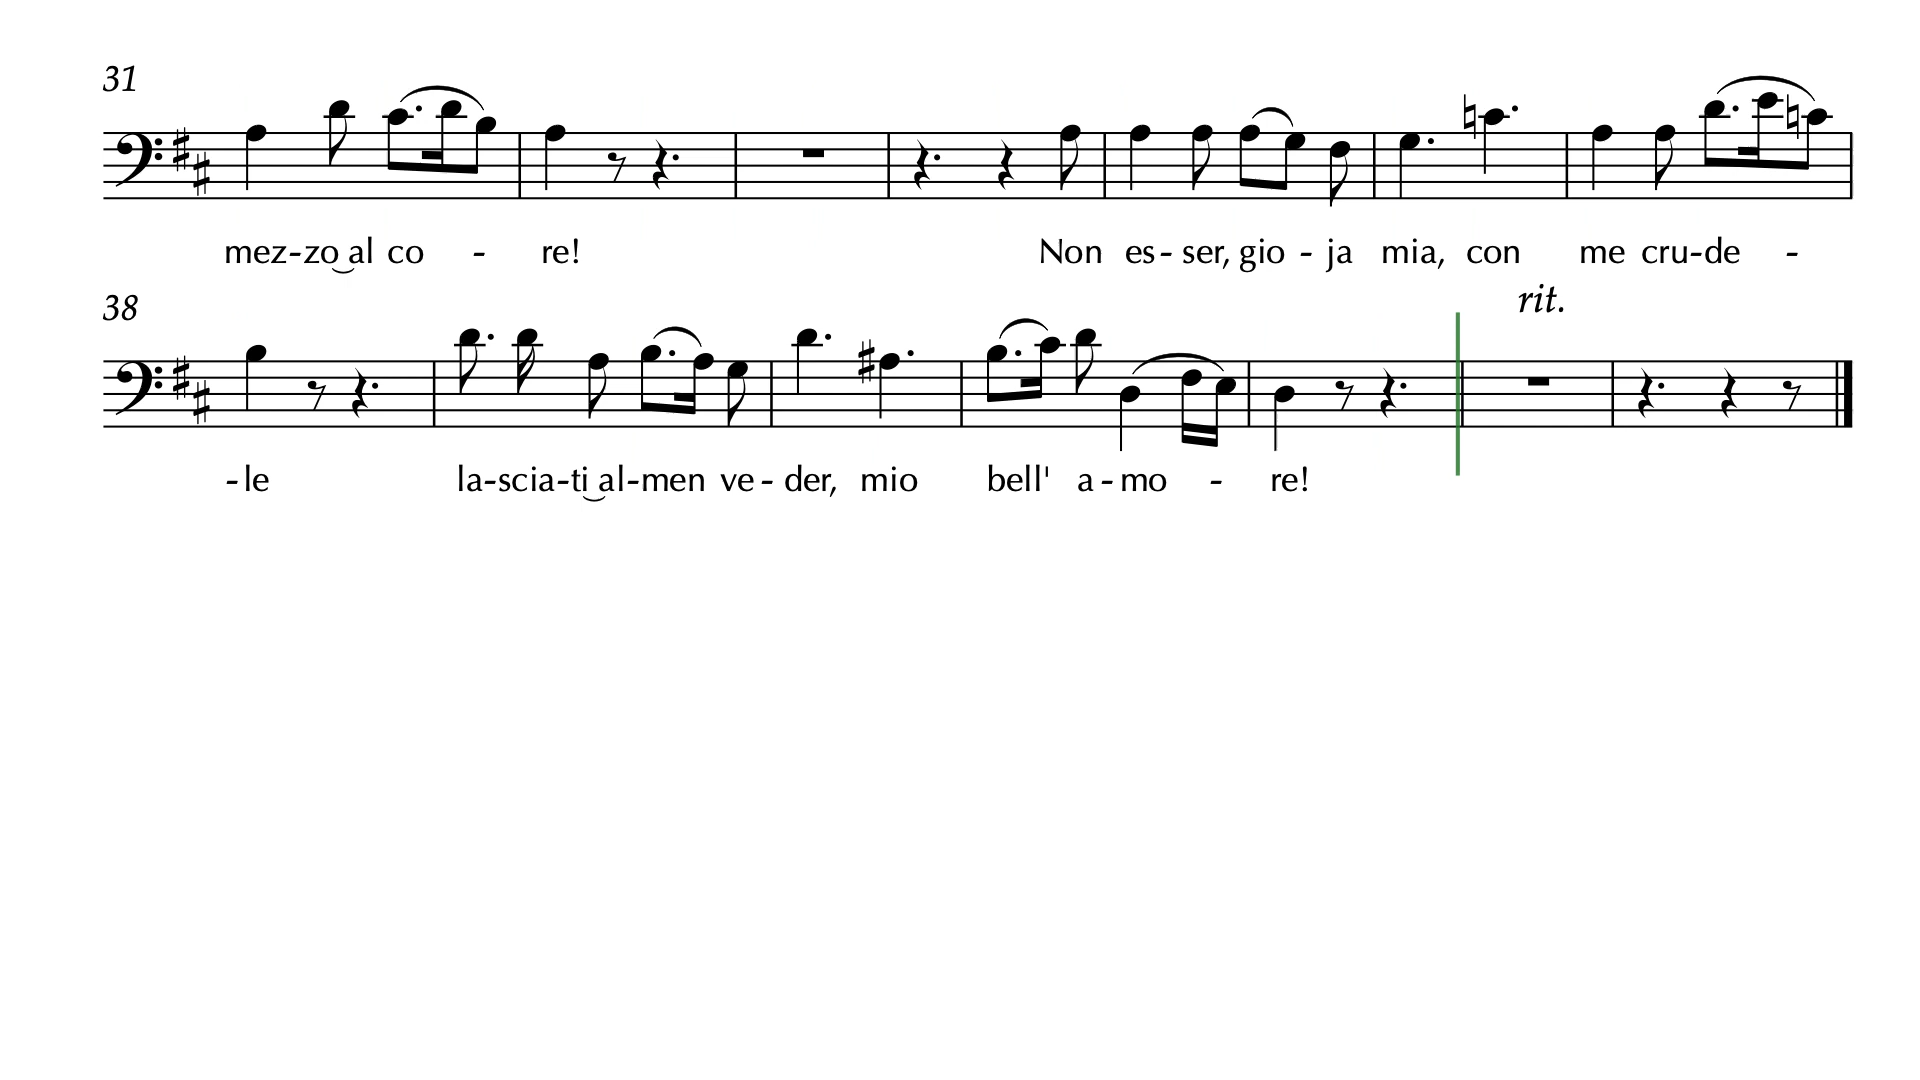 31
mez-zo‿al co - re! Non es- ser, gio - ja mia, con me cru-de -
38
rit.
-le la-scia-ti‿al-men ve- der, mio bell' a-mo - re!